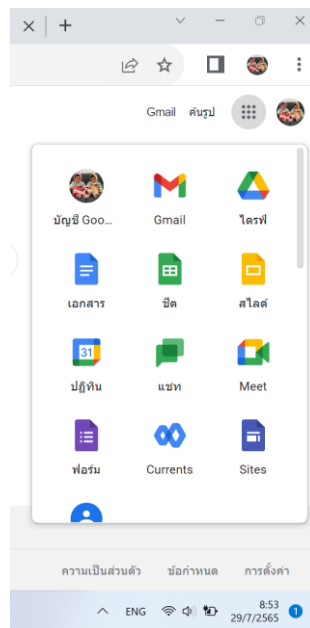 Gmail ค้นรูป
บัญชี Goo... Gmail ไดรฟ์
31
เอกสาร ชีต สไลด์
ปฏิทิน แชท Meet
ฟอร์ม Currents Sites
ความเป็นส่วนตัว ข้อกำหนด การตั้งค่า
ENG 8:53
29/7/2565 1